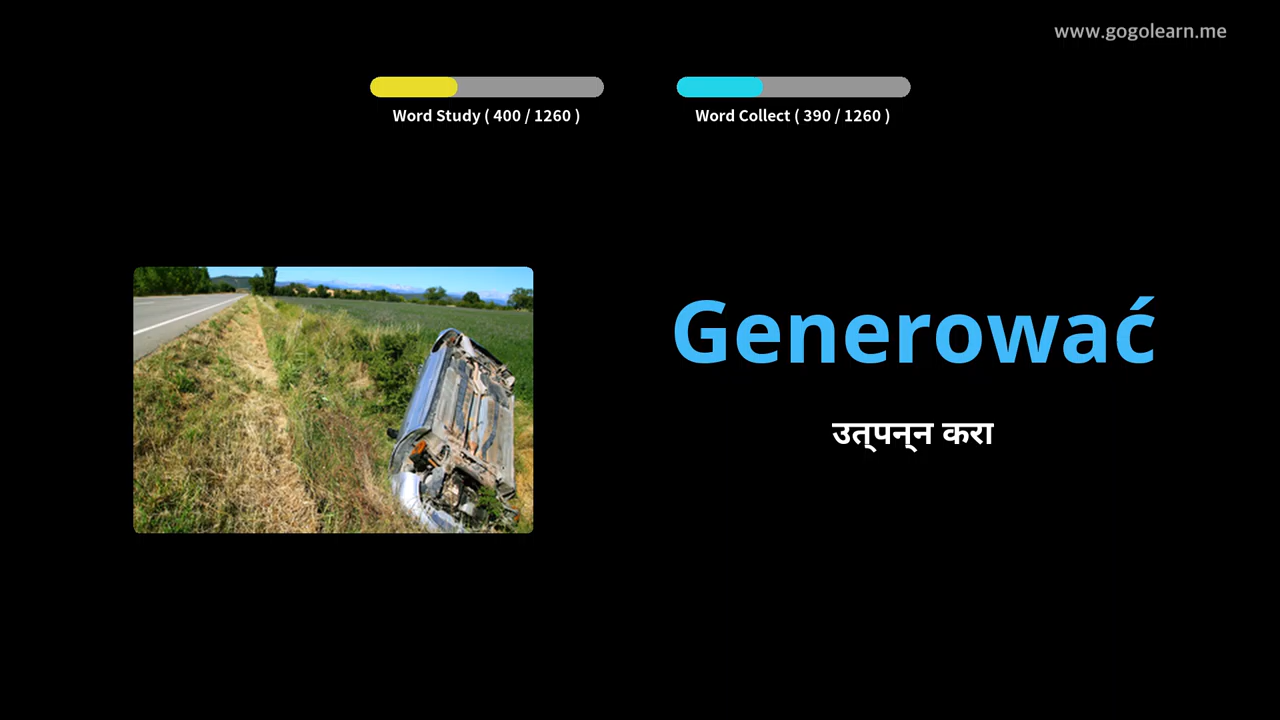 www.gogolearn.me
Word Study ( 400 / 1260 )
Word Collect ( 390 / 1260 )
Generować
उत्पन्न करा